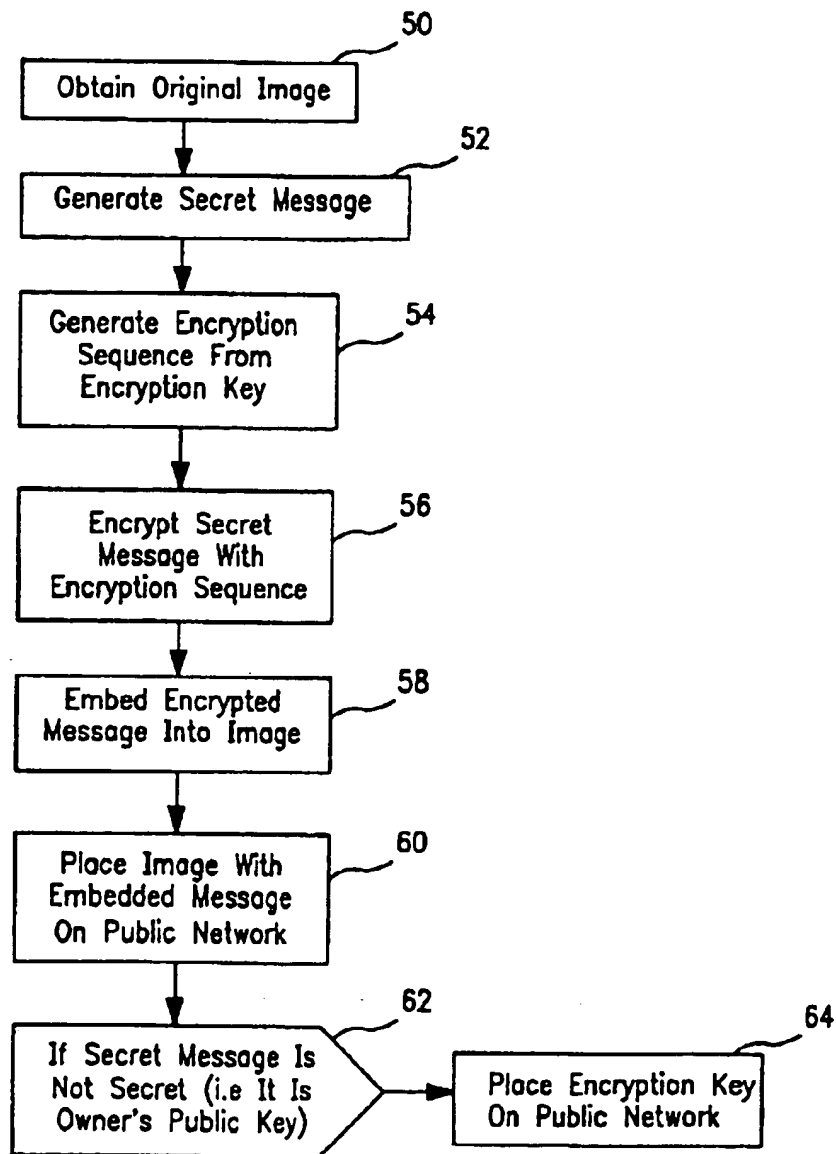 50
Obtain Original Image
52
Generate Secret Message
54
Generate Encryption
Sequence From
Encryption Key
56
Encrypt Secret
Message With
Encryption Sequence
58
Embed Encrypted
Message Into Image
60
Place Image With
Embedded Message
On Public Network
62
If Secret Message Is
Not Secret (i.e It Is
Owner's Public Key)
64
Place Encryption Key
On Public Network